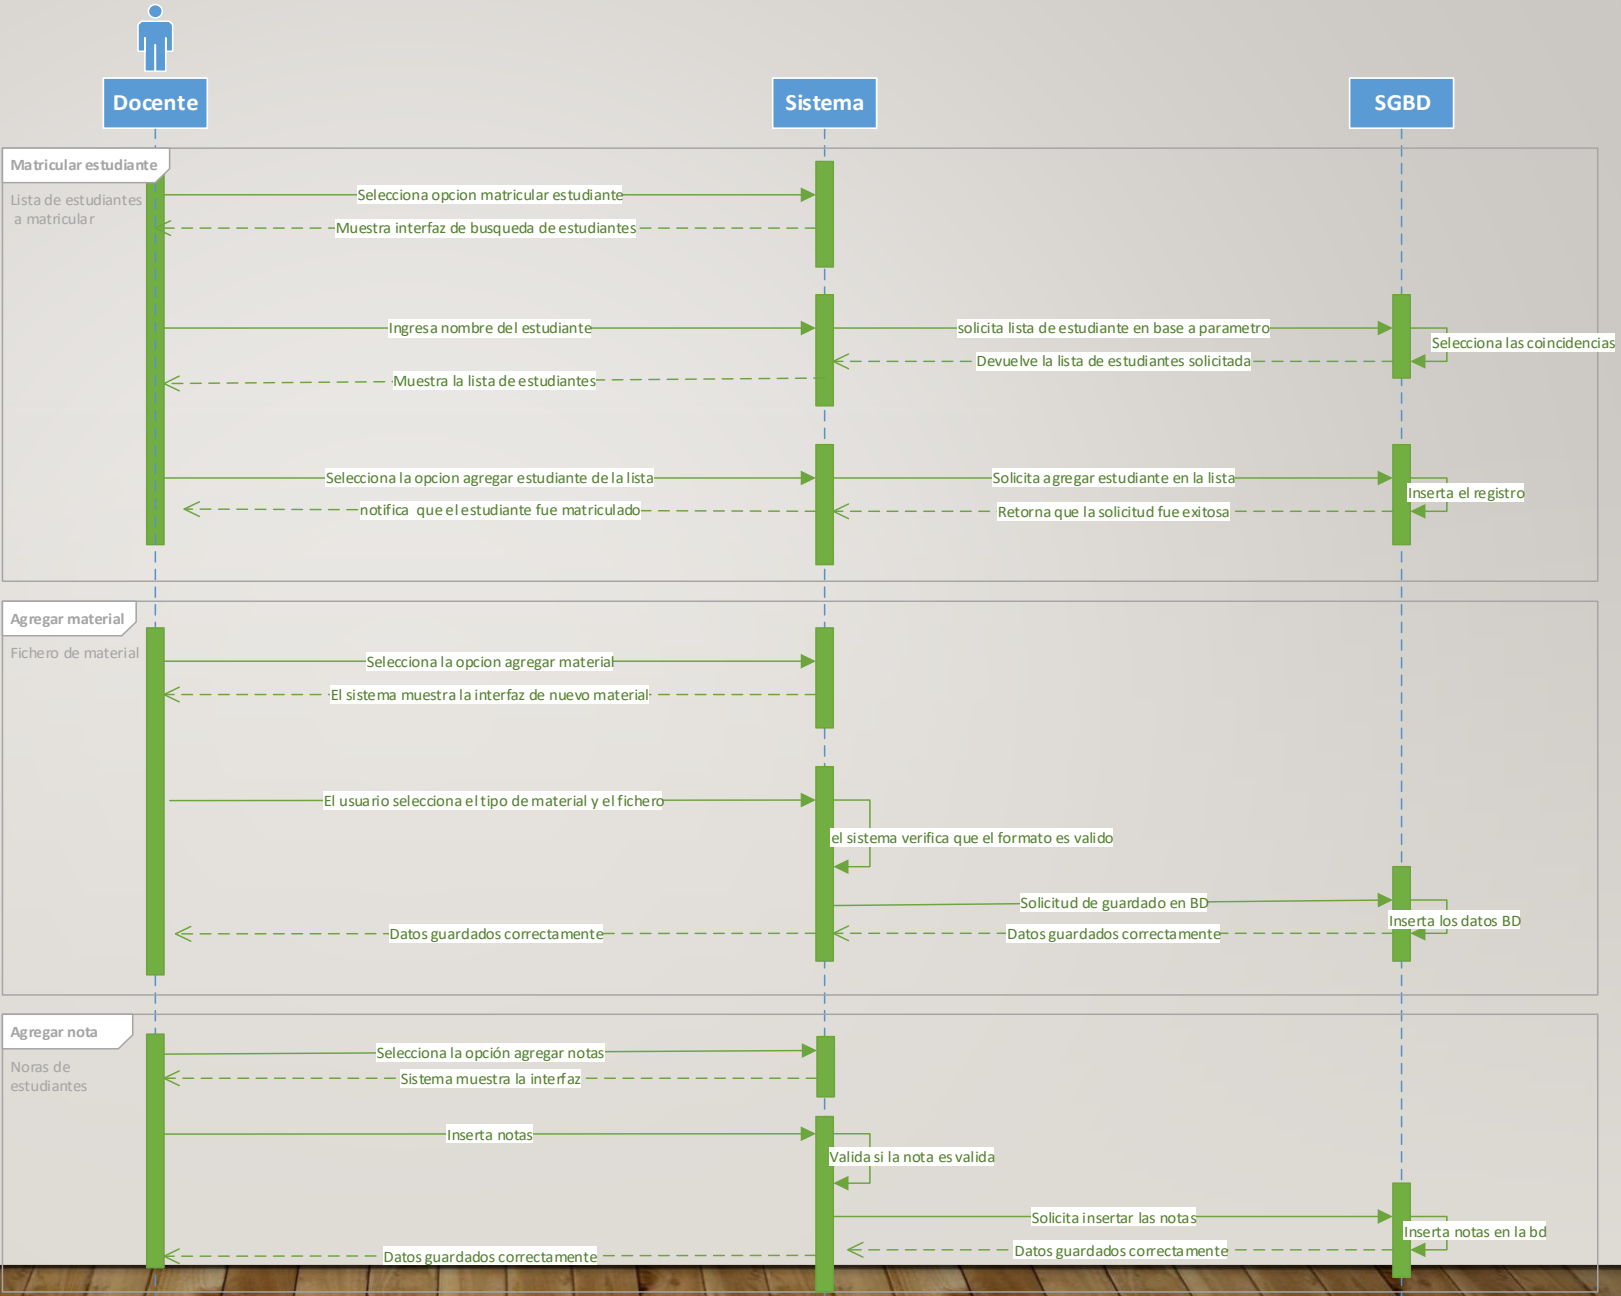 Docente
Sistema
SGBD
Matricular estudiante
Lista de estudiantes
a matricular
Selecciona opcion matricular estudiante
Muestra interfaz de busqueda de estudiantes
Ingresa nombre del estudiante
solicita lista de estudiante en base a parametro
Selecciona las coincidencias
Devuelve la lista de estudiantes solicitada
Muestra la lista de estudiantes
Selecciona la opcion agregar estudiante de la lista
Solicita agregar estudiante en la lista
Inserta el registro
notifica que el estudiante fue matriculado
Retorna que la solicitud fue exitosa
Agregar material
Fichero de material
Selecciona la opcion agregar material
El sistema muestra la interfaz de nuevo material
El usuario selecciona el tipo de material y el fichero
el sistema verifica que el formato es valido
Solicitud de guardado en BD
Inserta los datos BD
Datos guardados correctamente
Datos guardados correctamente
Agregar nota
Noras de
estudiantes
Selecciona la opción agregar notas
Sistema muestra la interfaz
Inserta notas
Valida si la nota es valida
Solicita insertar las notas
Inserta notas en la bd
Datos guardados correctamente
Datos guardados correctamente